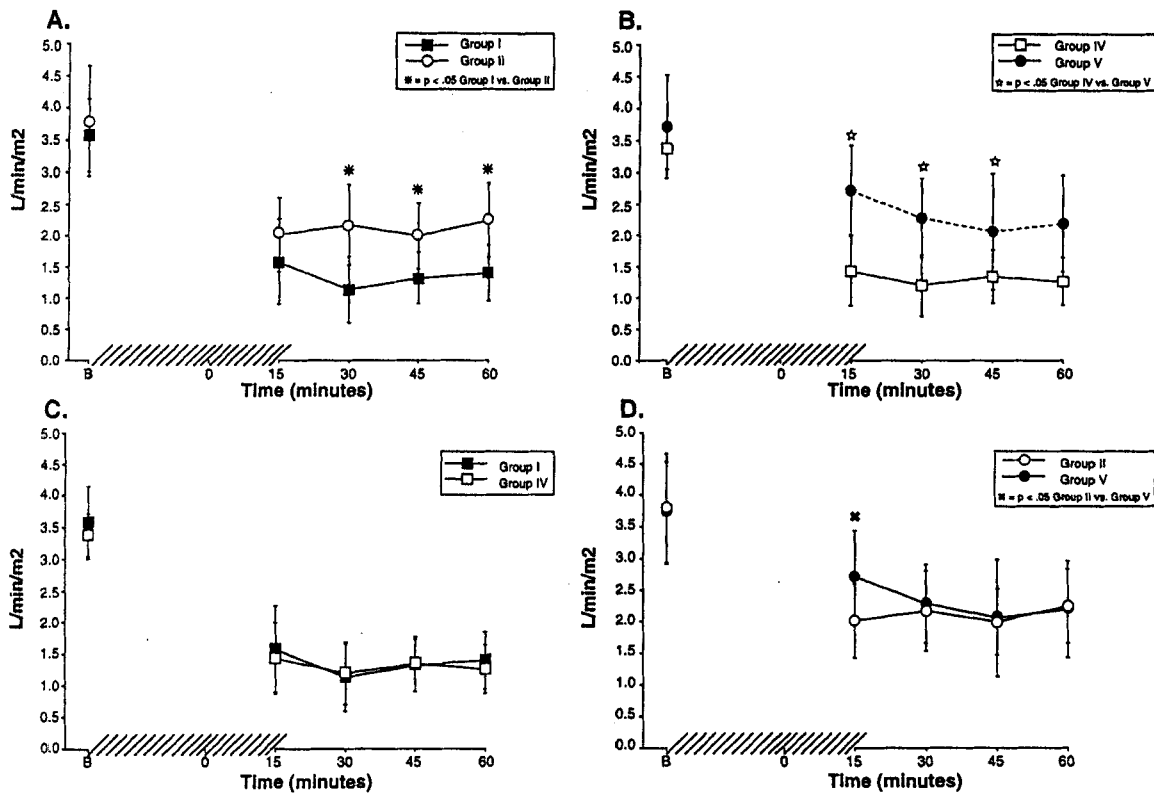 A.
Group I
Group II
* = p < .05 Group I vs. Group II
L/min/m2
5.0
4.5
4.0
3.5
3.0
2.5
2.0
1.5
1.0
0.5
0.0
B 0 15 30 45 60
Time (minutes)
B.
Group IV
Group V
☆ = p < .05 Group IV vs. Group V
L/min/m2
5.0
4.5
4.0
3.5
3.0
2.5
2.0
1.5
1.0
0.5
0.0
B 0 15 30 45 60
Time (minutes)
C.
Group I
Group IV
L/min/m2
5.0
4.5
4.0
3.5
3.0
2.5
2.0
1.5
1.0
0.5
0.0
B 0 15 30 45 60
Time (minutes)
D.
Group II
Group V
✖ = p < .05 Group II vs. Group V
L/min/m2
5.0
4.5
4.0
3.5
3.0
2.5
2.0
1.5
1.0
0.5
0.0
B 0 15 30 45 60
Time (minutes)